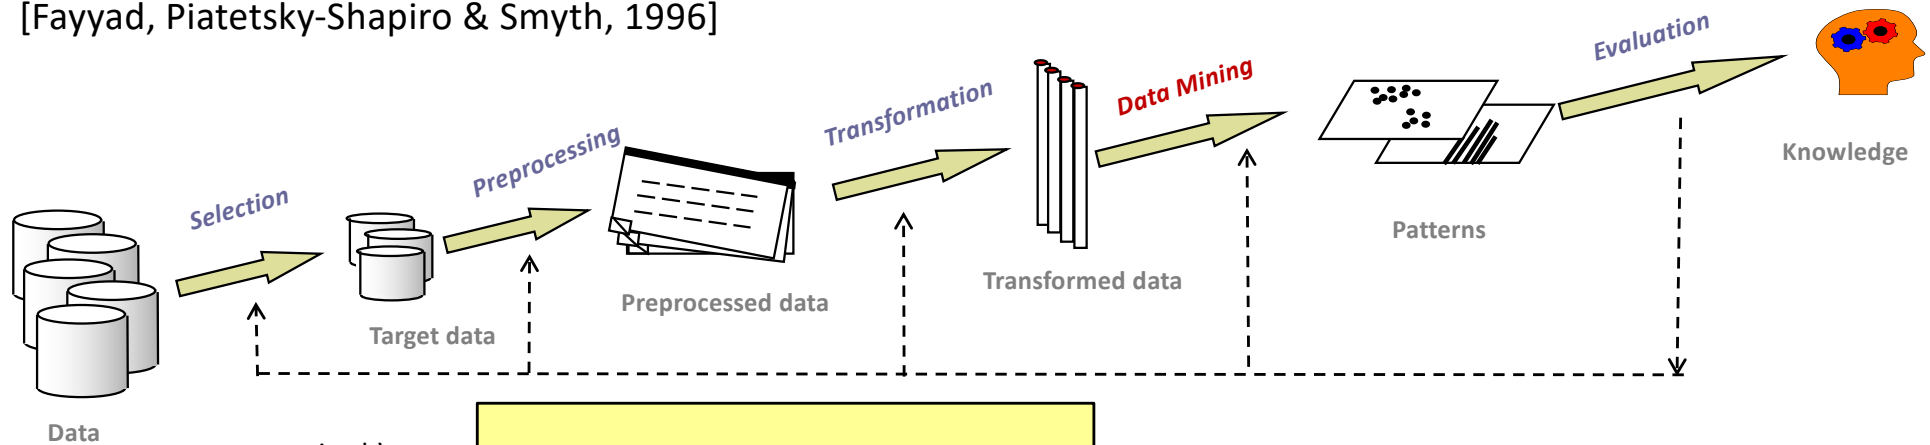 [Fayyad, Piatetsky-Shapiro & Smyth, 1996]
Selection
Preprocessing
Transformation
Data Mining
Evaluation
Data
Target data
Preprocessed data
Transformed data
Patterns
Knowledge